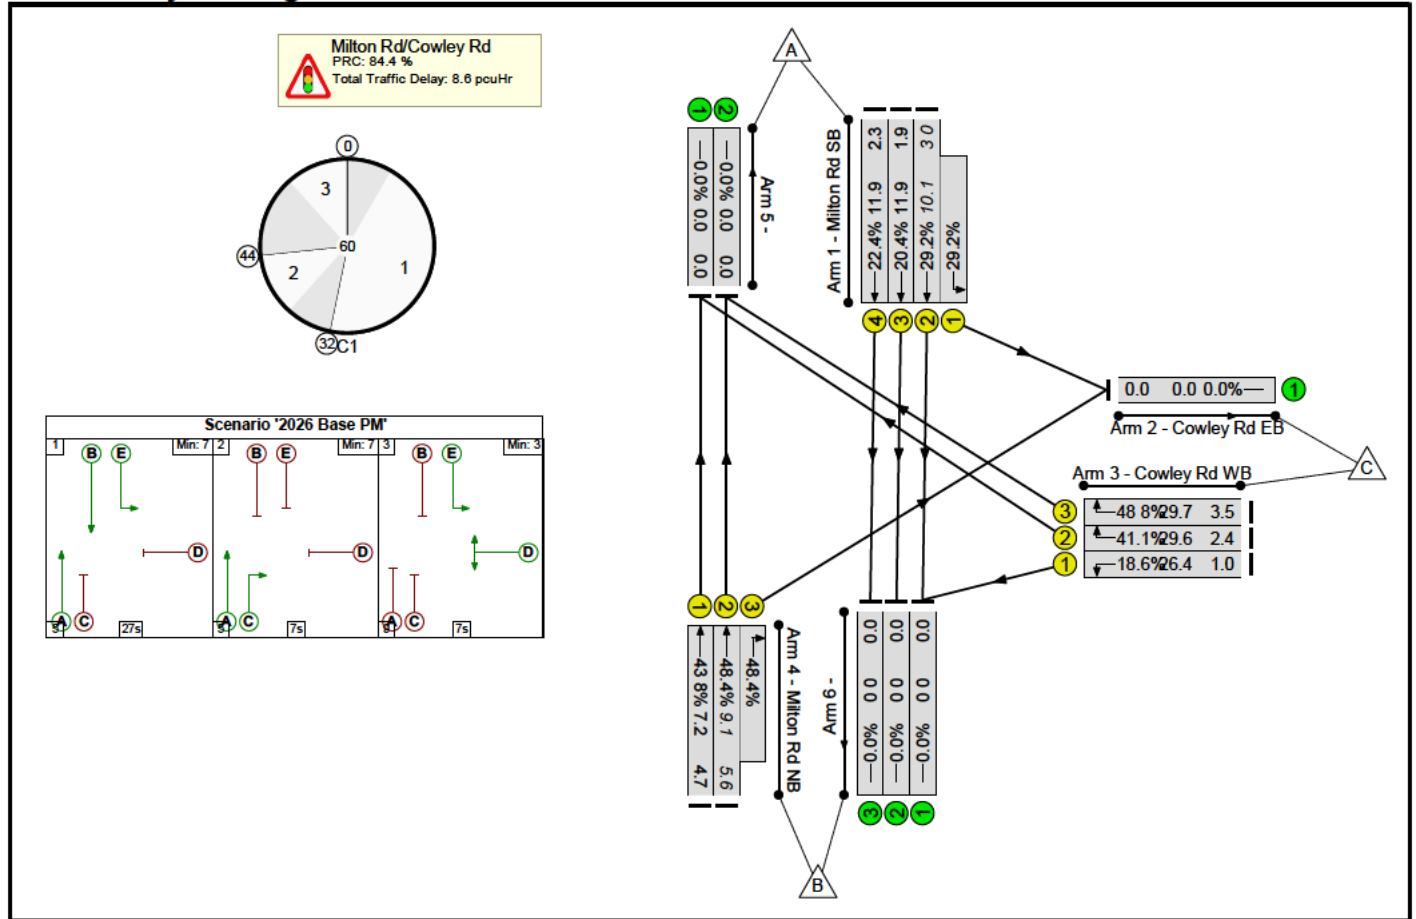 Milton Rd/Cowley Rd
PRC: 84.4 %
Total Traffic Delay: 8.6 pcuHr
0
3
60
44
1
2
32
C1
Scenario '2026 Base PM'
1
B
E
Min: 7
2
B
E
Min: 7
3
B
E
Min: 3
D
D
D
A
C
A
C
A
C
5
27s
5
7s
7s
A
1
2
0.0% 0.0 0.0
0.0% 0.0 0.0
Arm 5 -
Arm 1 - Milton Rd SB
22.4% 11.9 2.3
20.4% 11.9 1.9
29.2% 10.1 3 0
29.2%
4
3
2
1
0.0 0.0 0.0%
1
Arm 2 - Cowley Rd EB
C
Arm 3 - Cowley Rd WB
3
48 8% 29.7 3.5
2
41.1% 29.6 2.4
1
18.6% 26.4 1.0
1
2
3
43 8% 7.2 4.7
48.4% 9.1 5.6
48.4%
Arm 4 - Milton Rd NB
Arm 6 -
0.0% 0 0 0.0
0.0% 0 0 0.0
0.0% 0 0 0.0
3
2
1
B